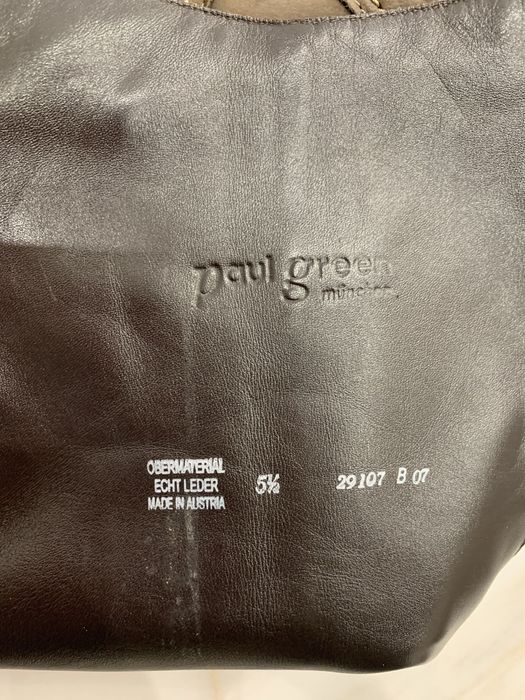 paul green
münchen
OBERMATERIAL
ECHT LEDER
MADE IN AUSTRIA
5½
29107 B 07